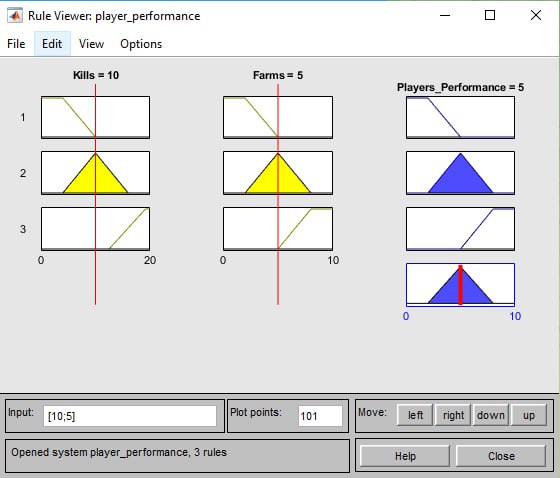 Rule Viewer: player_performance
File Edit View Options
Kills = 10
Farms = 5
Players_Performance = 5
1
2
3
0 20
0 10
0 10
Input: [10;5]
Plot points: 101
Move: left right down up
Opened system player_performance, 3 rules
Help Close